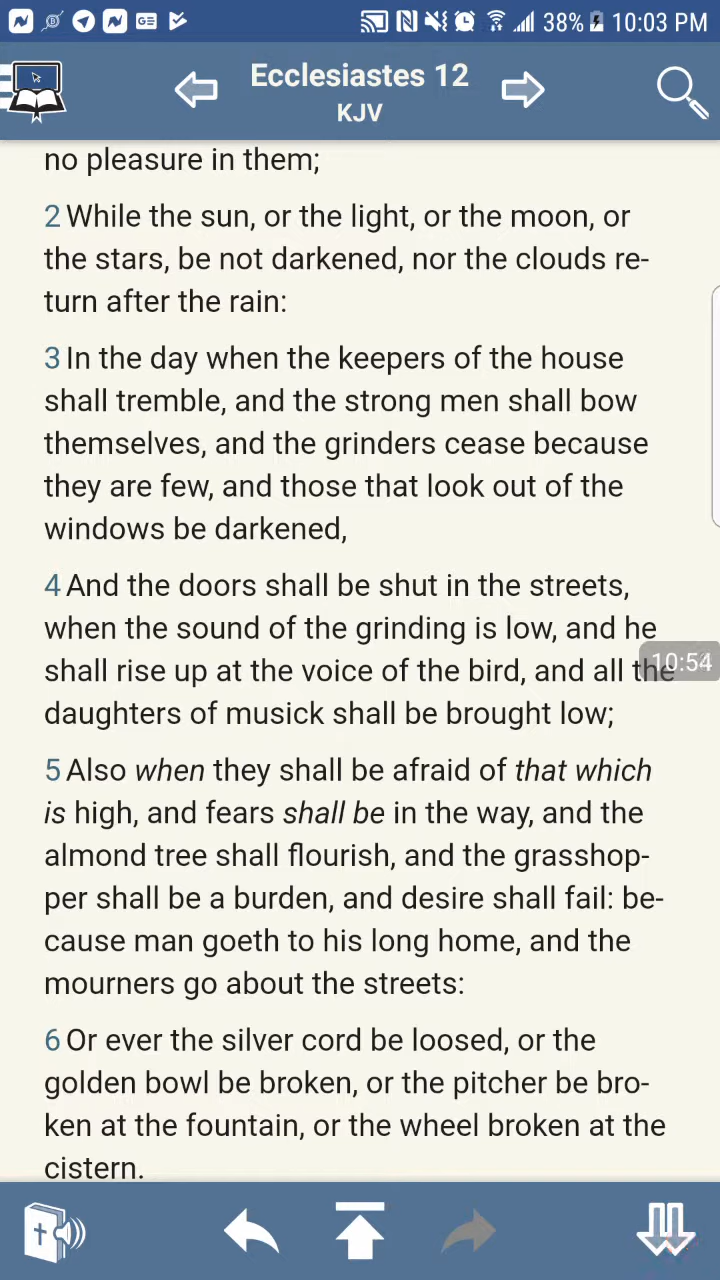 38% 10:03 PM
Ecclesiastes 12
KJV
no pleasure in them;
2 While the sun, or the light, or the moon, or
the stars, be not darkened, nor the clouds re-
turn after the rain:
3 In the day when the keepers of the house
shall tremble, and the strong men shall bow
themselves, and the grinders cease because
they are few, and those that look out of the
windows be darkened,
4 And the doors shall be shut in the streets,
when the sound of the grinding is low, and he
shall rise up at the voice of the bird, and all the
10:54
daughters of musick shall be brought low;
5 Also when they shall be afraid of that which
is high, and fears shall be in the way, and the
almond tree shall flourish, and the grasshop-
per shall be a burden, and desire shall fail: be-
cause man goeth to his long home, and the
mourners go about the streets:
6 Or ever the silver cord be loosed, or the
golden bowl be broken, or the pitcher be bro-
ken at the fountain, or the wheel broken at the
cistern.